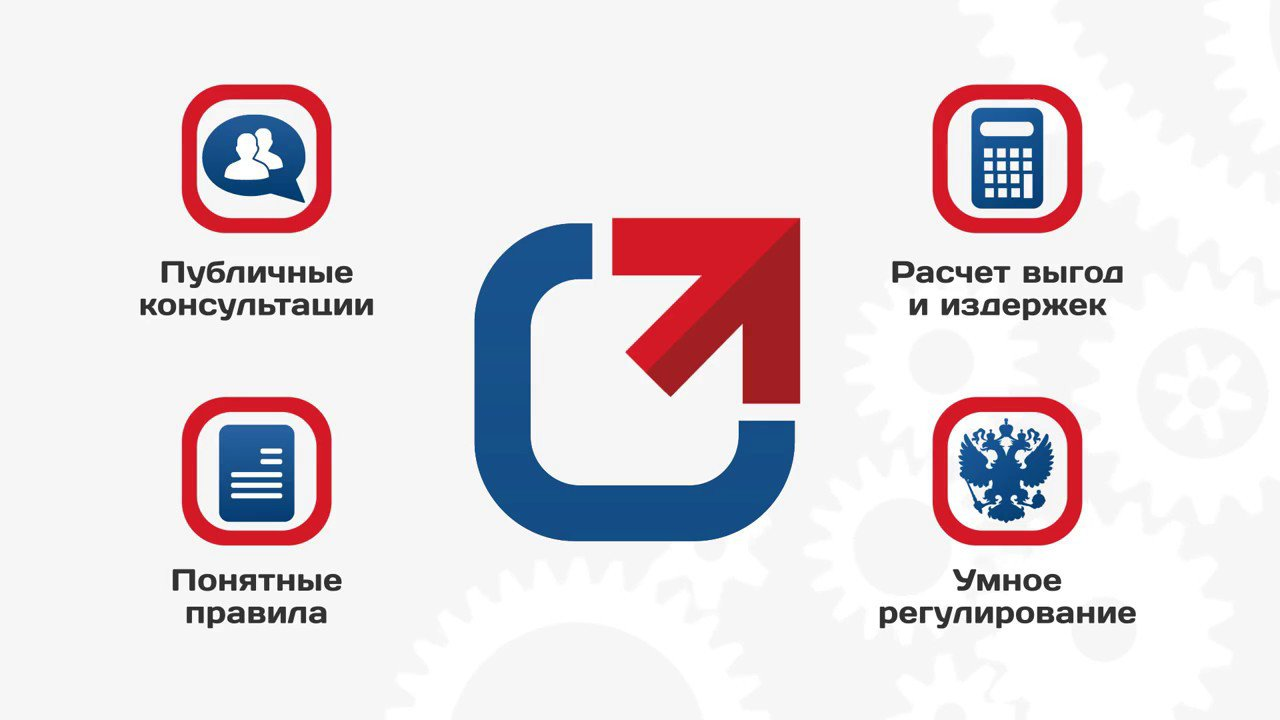 Публичные
консультации
Расчет выгод
и издержек
Понятные
правила
Умное
регулирование